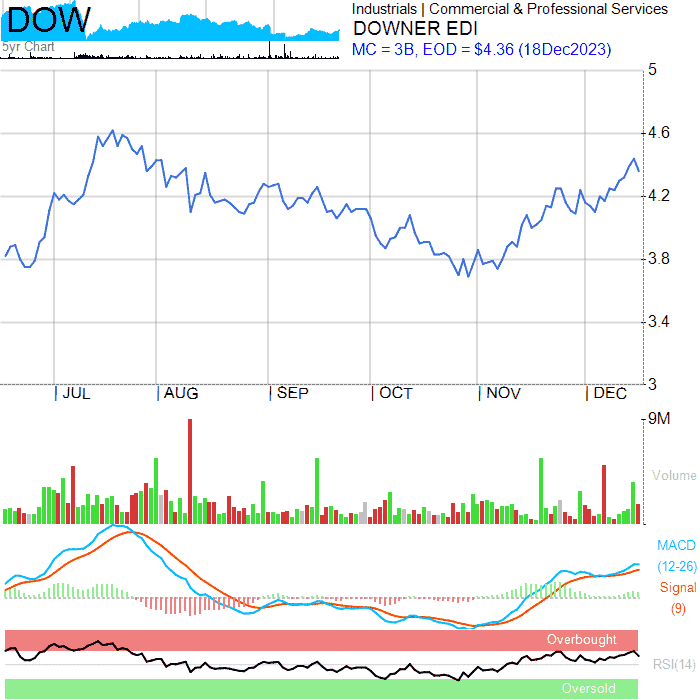 DOW
5yr Chart
Industrials | Commercial & Professional Services
DOWNER EDI
MC = 3B, EOD = $4.36 (18Dec2023)
5
4.6
4.2
3.8
3.4
3
JUL
AUG
SEP
OCT
NOV
DEC
9M
Volume
MACD
(12-26)
Signal
(9)
Overbought
RSI(14)
Oversold